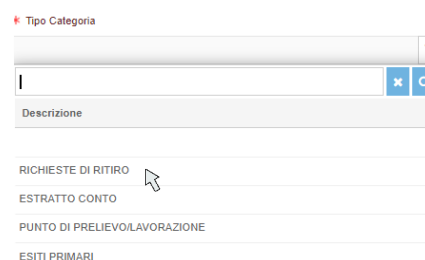 * Tipo Categoria
Descrizione
RICHIESTE DI RITIRO
ESTRATTO CONTO
PUNTO DI PRELIEVO/LAVORAZIONE
ESITI PRIMARI